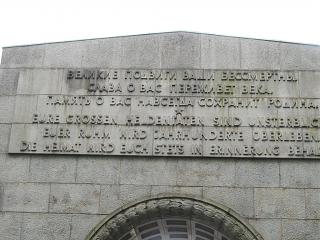 ВЕЛИКИЕ ПОДВИГИ ВАШИ БЕССМЕРТНЫ
СЛАВА О ВАС ПЕРЕЖИВЕТ ВЕКА.
ПАМЯТЬ О ВАС НАВСЕГДА СОХРАНИТ РОДИНА.
EURE GROSSEN HELDENTATEN SIND UNSTERBLICH
EUER RUHM WIRD JAHRHUNDERTE ÜBERLEBEN
DIE HEIMAT WIRD EUCH STETS IN ERINNERUNG BEHAL